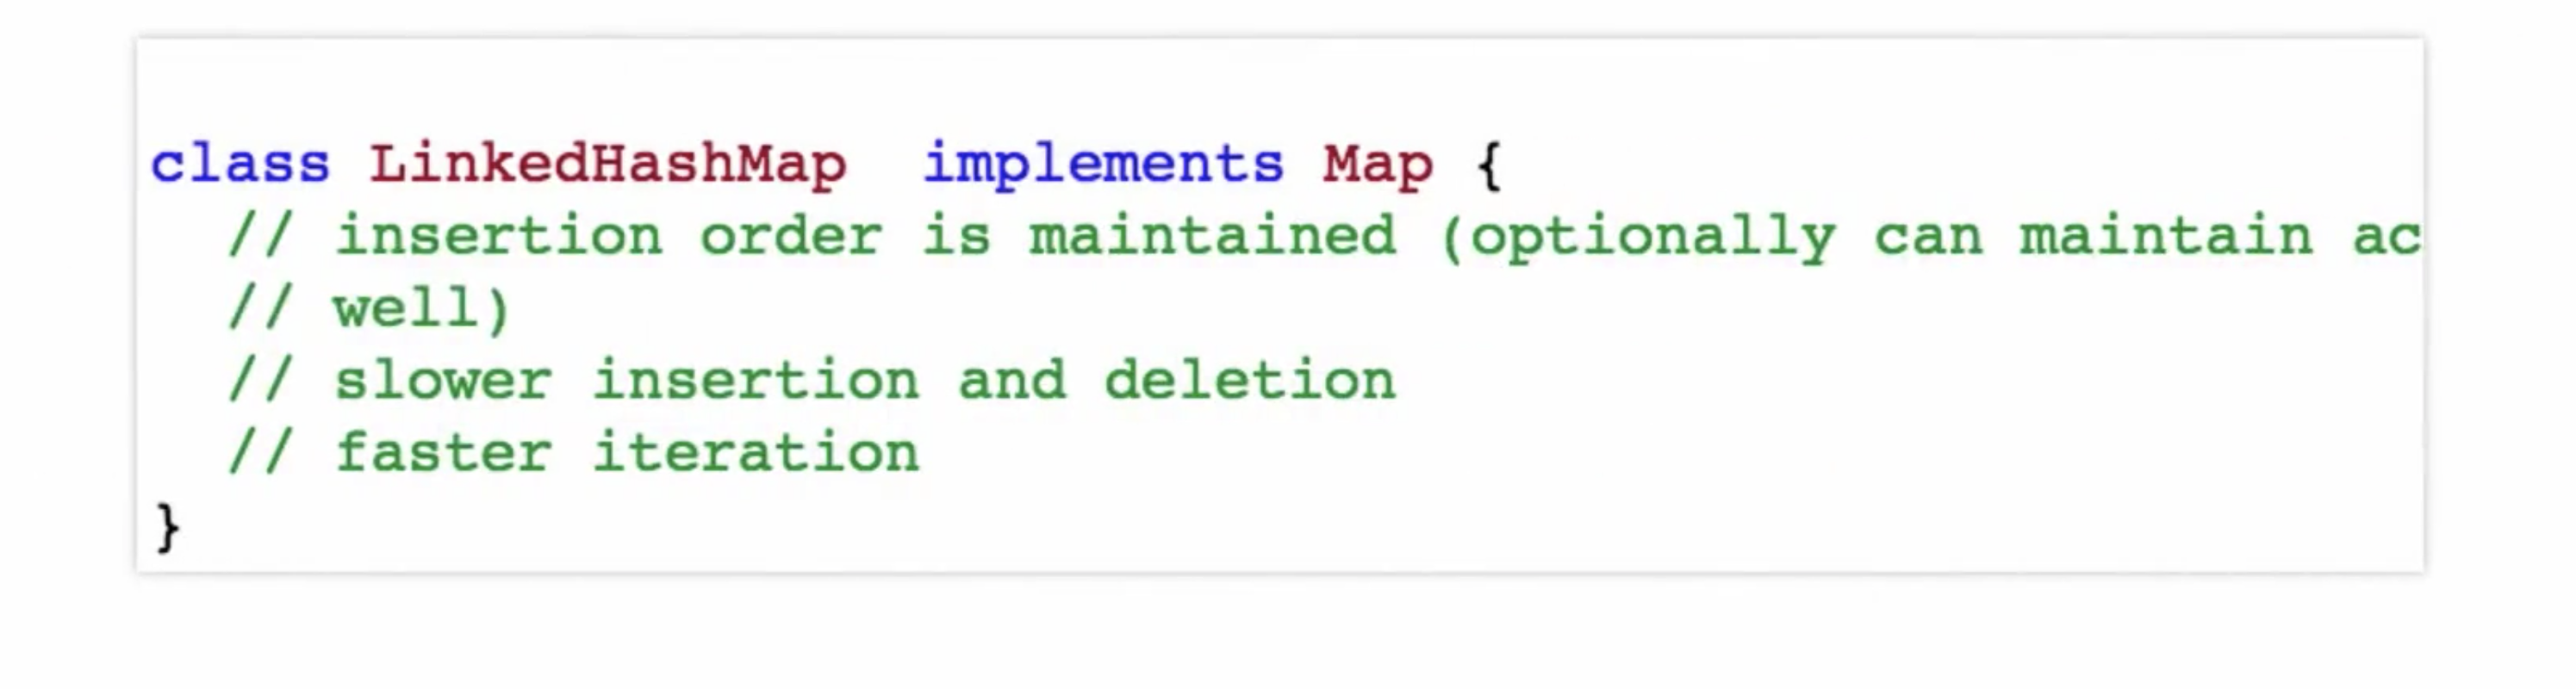 class LinkedHashMap  implements Map {
// insertion order is maintained (optionally can maintain ac
// well)
// slower insertion and deletion
// faster iteration
}